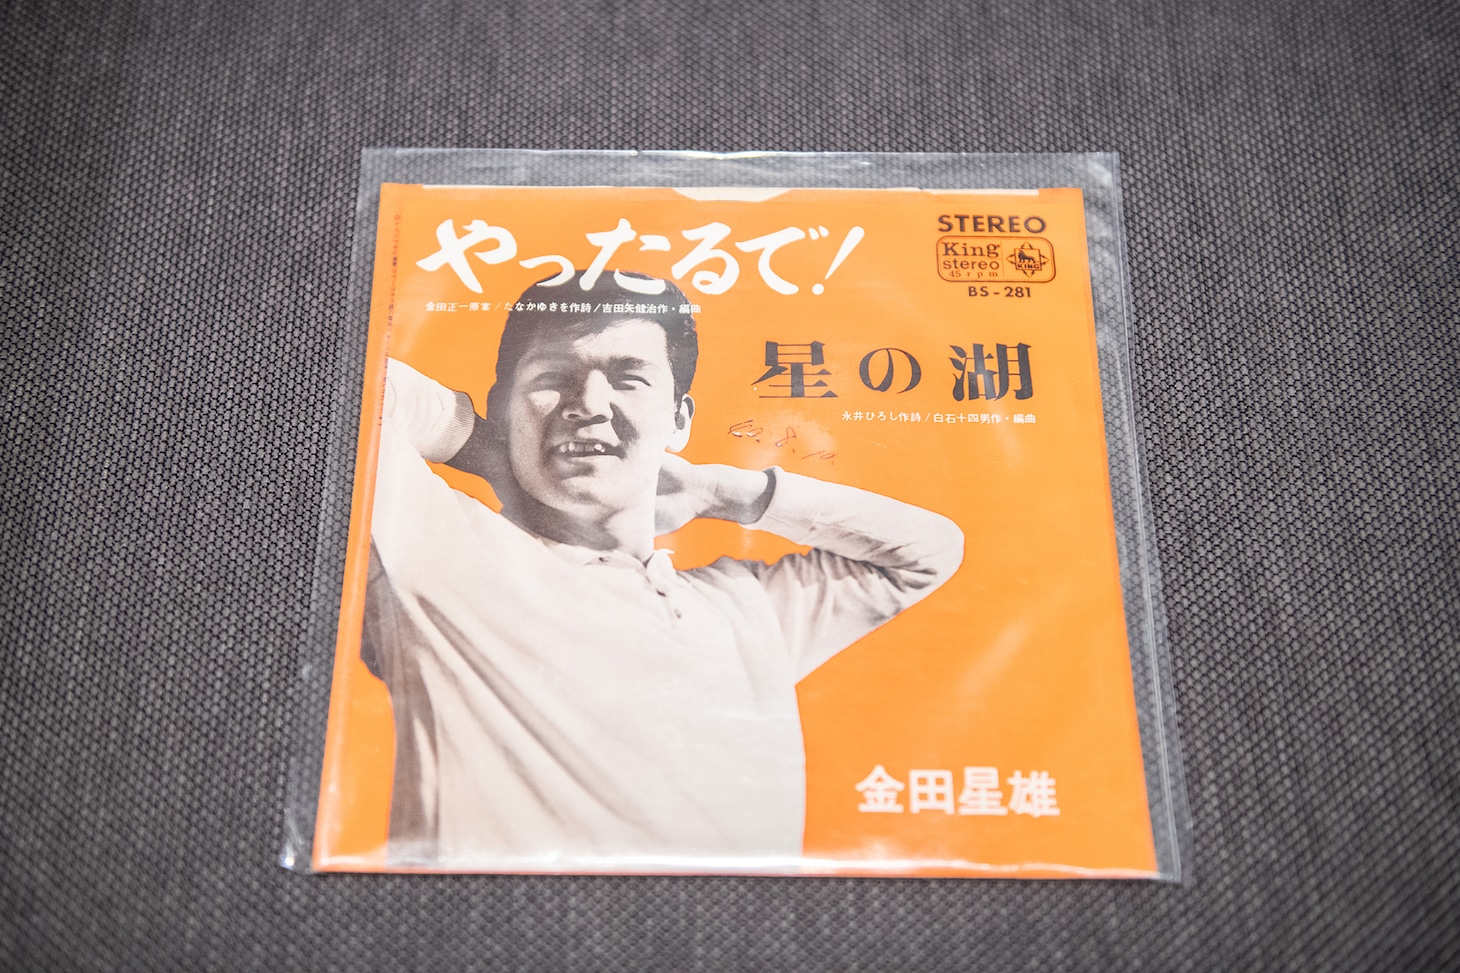 やったるで!
金田正一原案/たなかゆきを作詩/吉田矢健治作・編曲
STEREO
King
stereo
45 rpm
KING
BS-281
星の湖
永井ひろし作詩/白石十四男作・編曲
金田星雄